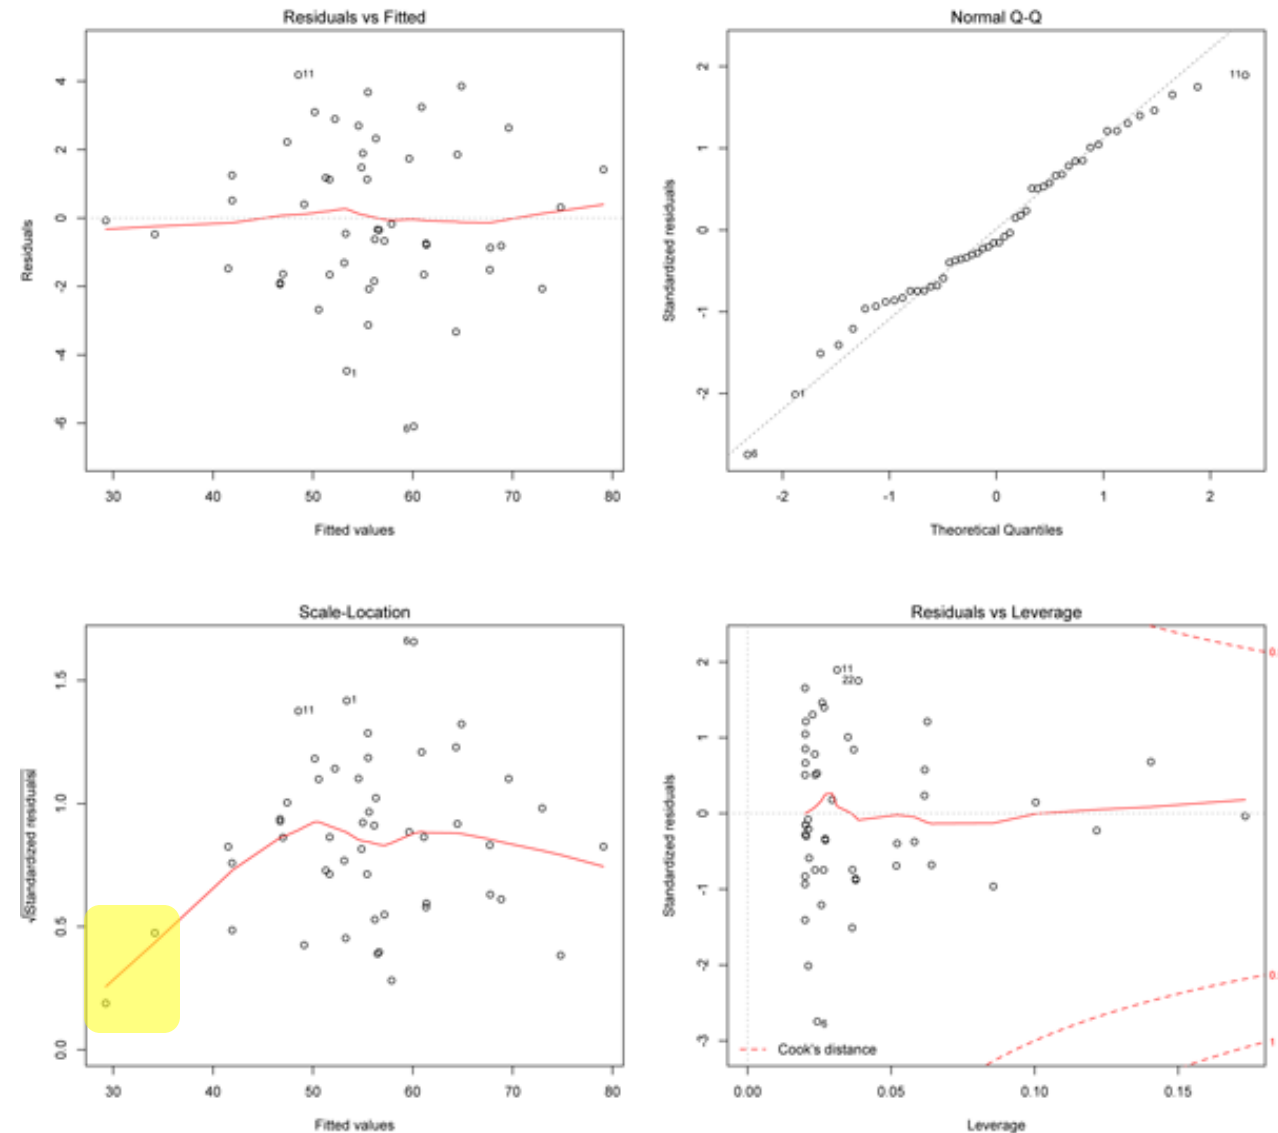 Residuals vs Fitted
Residuals
4
2
0
-2
-4
-6
11
1
6
30 40 50 60 70 80
Fitted values
Normal Q-Q
Standardized residuals
2
1
0
-1
-2
11
1
6
-2 -1 0 1 2
Theoretical Quantiles
Scale-Location
√|Standardized residuals|
1.5
1.0
0.5
0.0
6
11
1
30 40 50 60 70 80
Fitted values
Residuals vs Leverage
Standardized residuals
2
1
0
-1
-2
-3
11
22
6
0.
0.
1
Cook's distance
0.00 0.05 0.10 0.15
Leverage